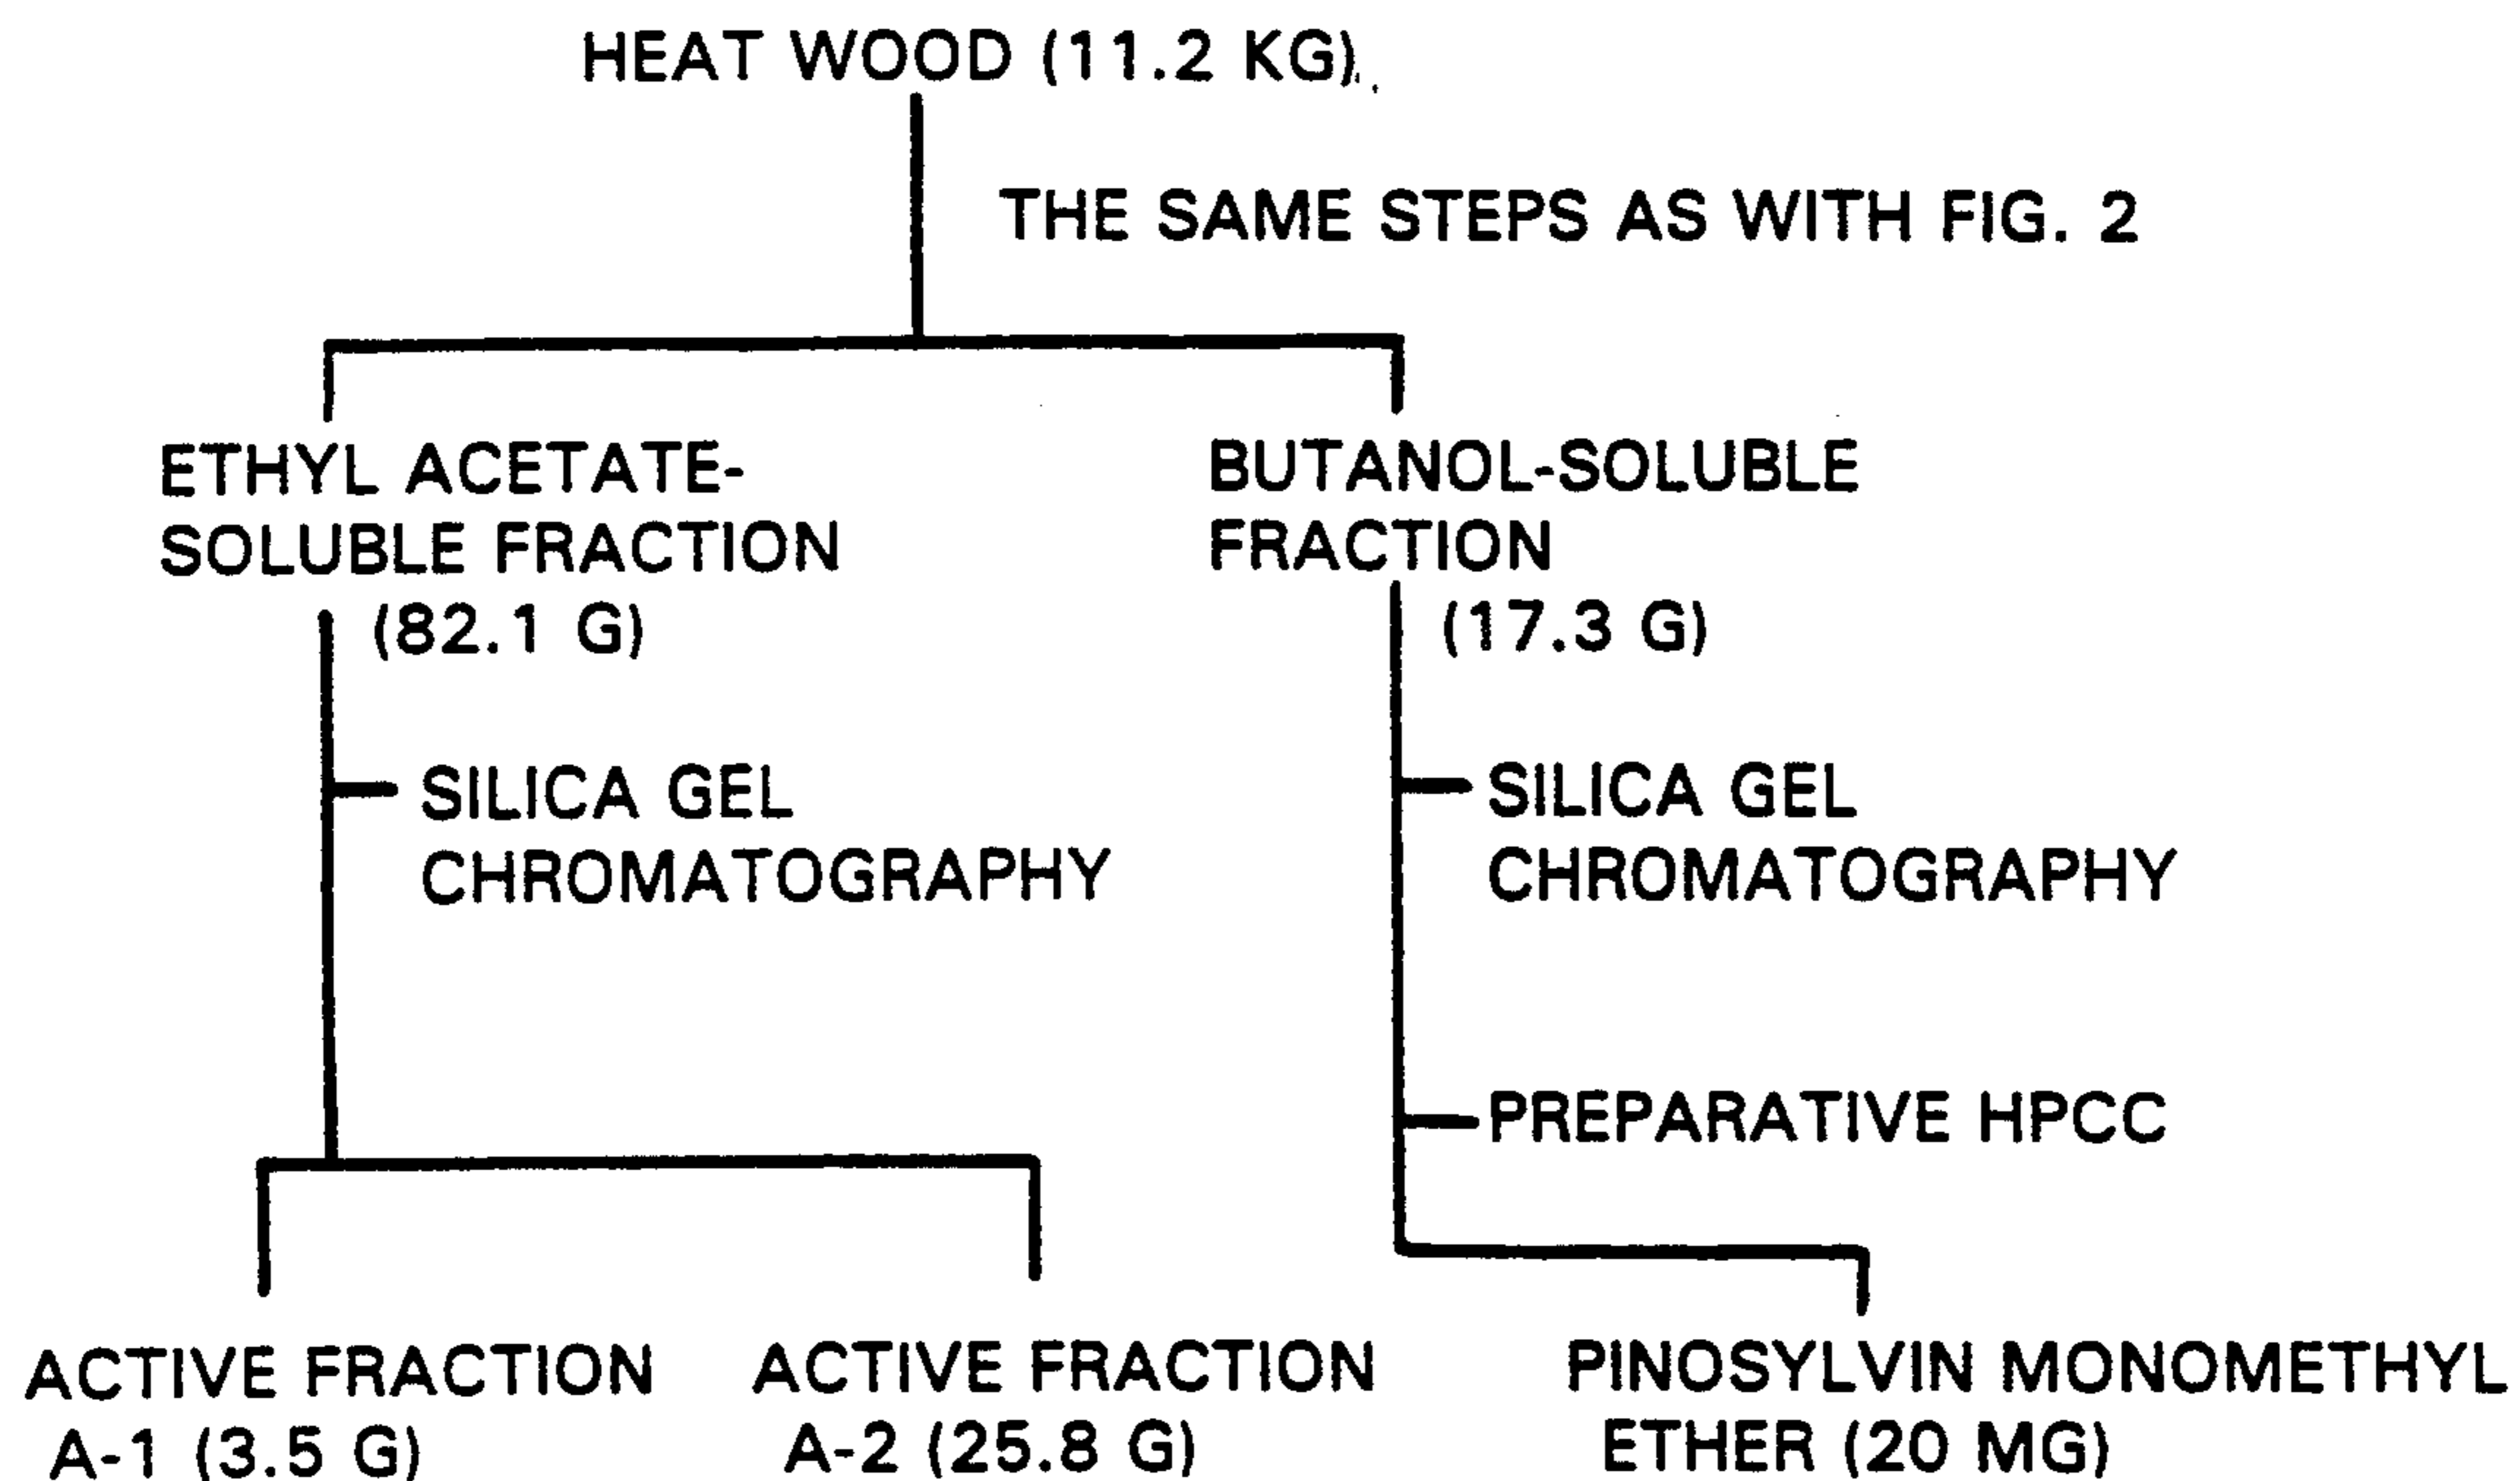 HEAT WOOD (11.2 KG)
THE SAME STEPS AS WITH FIG. 2
ETHYL ACETATE-
SOLUBLE FRACTION
(82.1 G)
BUTANOL-SOLUBLE
FRACTION
(17.3 G)
SILICA GEL
CHROMATOGRAPHY
SILICA GEL
CHROMATOGRAPHY
PREPARATIVE HPCC
ACTIVE FRACTION
A-1 (3.5 G)
ACTIVE FRACTION
A-2 (25.8 G)
PINOSYLVIN MONOMETHYL
ETHER (20 MG)